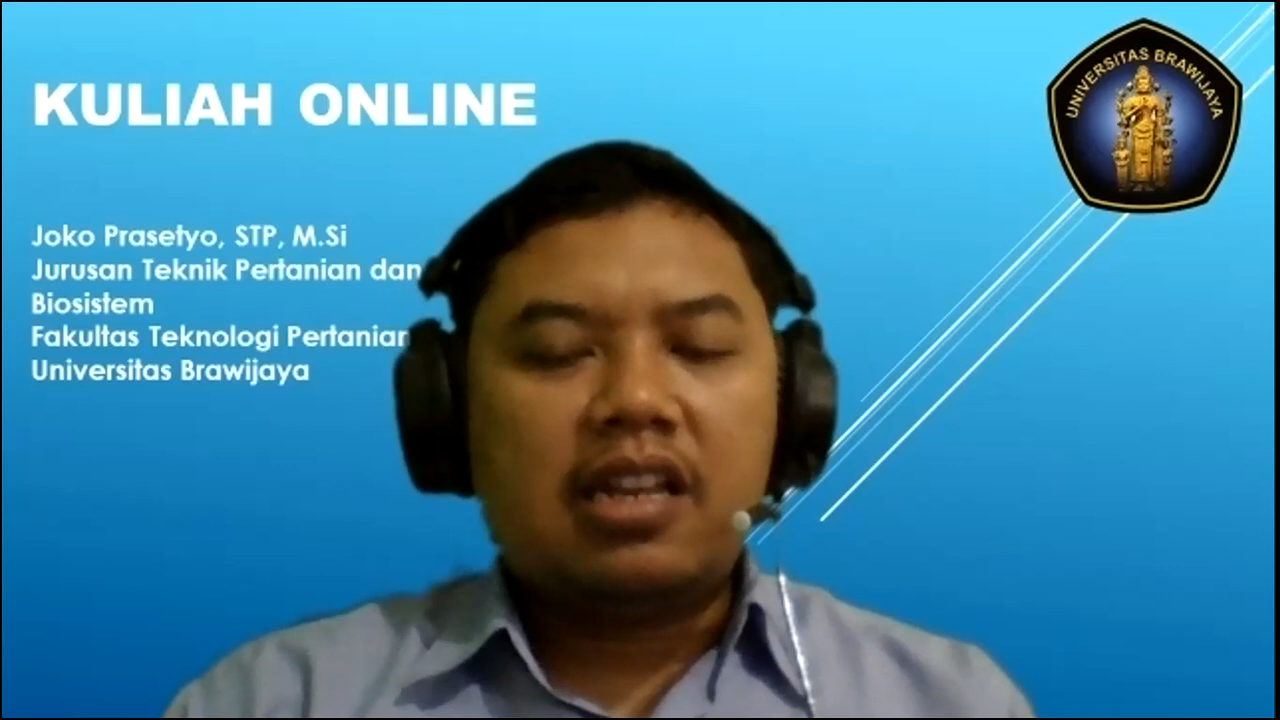 KULIAH ONLINE
UNIVERSITAS BRAWIJAYA
Joko Prasetyo, STP, M.Si
Jurusan Teknik Pertanian dan
Biosistem
Fakultas Teknologi Pertanian
Universitas Brawijaya